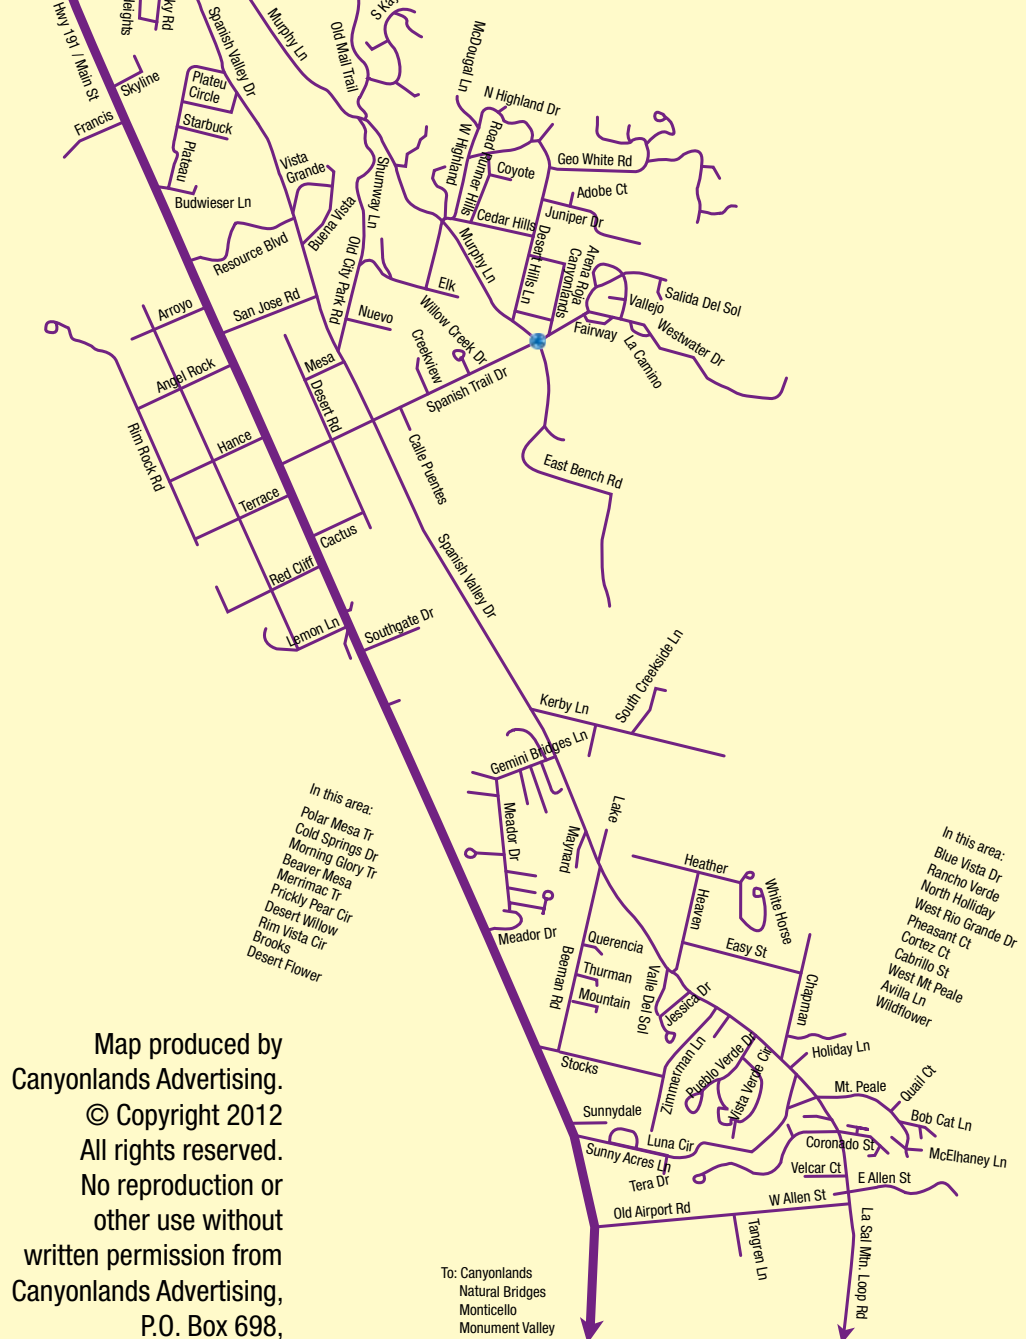 Hwy 191 / Main St
eights
ky Rd
Spanish Valley Dr
Murphy Ln
Old Mail Trail
S Kay
McDougal Ln
Skyline
Plateu
Circle
N Highland Dr
Francis
Starbuck
Plateau
W Highland
Road Runner Hills
Geo White Rd
Vista
Grande
Shumway Ln
Coyote
Adobe Ct
Budwieser Ln
Buena Vista
Cedar Hills
Juniper Dr
Resource Blvd
Old City Park Rd
Murphy Ln
Desert Hills Ln
Canyonlands
Arena Roja
Elk
Salida Del Sol
Arroyo
San Jose Rd
Nuevo
Willow Creek Dr
Vallejo
Fairway
Westwater Dr
La Camino
Creekview
Mesa
Angel Rock
Desert Rd
Spanish Trail Dr
Rim Rock Rd
Hance
Calle Puentes
East Bench Rd
Terrace
Cactus
Spanish Valley Dr
Red Cliff
Lemon Ln
Southgate Dr
South Creekside Ln
Kerby Ln
Gemini Bridges Ln
In this area:
Polar Mesa Tr
Cold Springs Dr
Morning Glory Tr
Beaver Mesa
Merrimac Tr
Prickly Pear Cir
Desert Willow
Rim Vista Cir
Brooks
Desert Flower
Meador Dr
Lake
Maynard
Heather
White Horse
Heaven
In this area:
Blue Vista Dr
Rancho Verde
North Holliday
West Rio Grande Dr
Pheasant Ct
Cortez Ct
Cabrillo St
West Mt Peale
Avilla Ln
Wildflower
Meador Dr
Querencia
Easy St
Beeman Rd
Thurman
Valle Del Sol
Mountain
Jessica Dr
Chapman
Stocks
Zimmerman Ln
Pueblo Verde Dr
Vista Verde Cir
Holiday Ln
Mt. Peale
Quail Ct
Sunnydale
Bob Cat Ln
Luna Cir
Coronado St
McElhaney Ln
Sunny Acres Ln
Tera Dr
Velcar Ct
E Allen St
W Allen St
Old Airport Rd
Tangren Ln
La Sal Mtn. Loop Rd
Map produced by
Canyonlands Advertising.
© Copyright 2012
All rights reserved.
No reproduction or
other use without
written permission from
Canyonlands Advertising,
P.O. Box 698,
To: Canyonlands
Natural Bridges
Monticello
Monument Valley